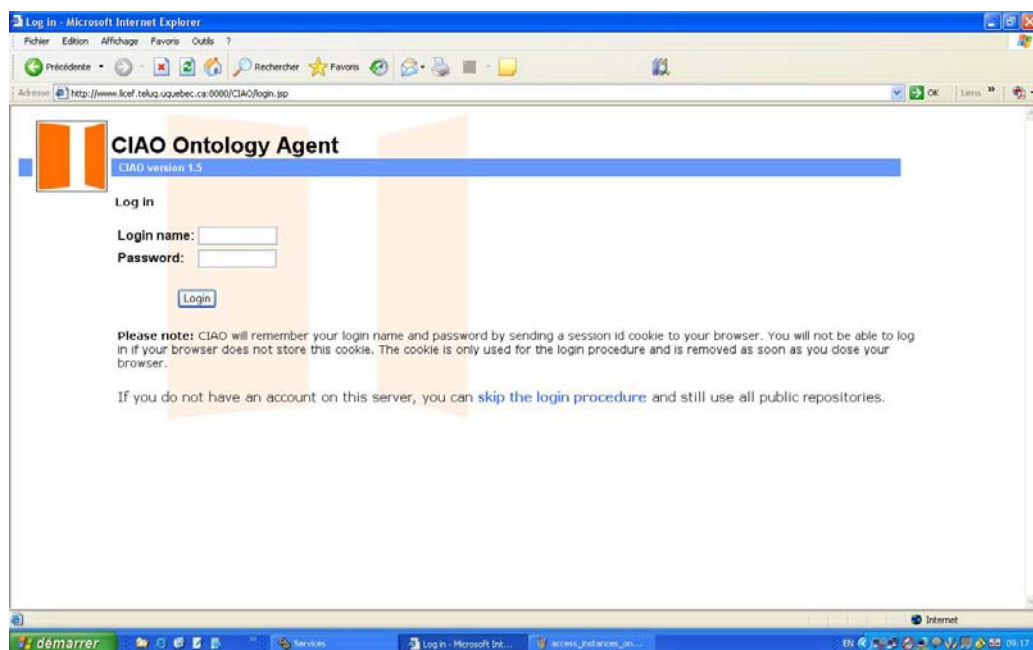 Log in - Microsoft Internet Explorer
Fichier Edition Affichage Favoris Outils ?
Précédente Rechercher Favoris
Adresse http://www.licef.teluq.uquebec.ca:8080/CIAO/login.jsp OK Liens »
CIAO Ontology Agent
CIAO version 1.5
Log in
Login name:
Password:
Login
Please note: CIAO will remember your login name and password by sending a session id cookie to your browser. You will not be able to log
in if your browser does not store this cookie. The cookie is only used for the login procedure and is removed as soon as you close your
browser.
If you do not have an account on this server, you can skip the login procedure and still use all public repositories.
Internet
démarrer » Services Log in - Microsoft Int... access_instances_on... EN 09:17